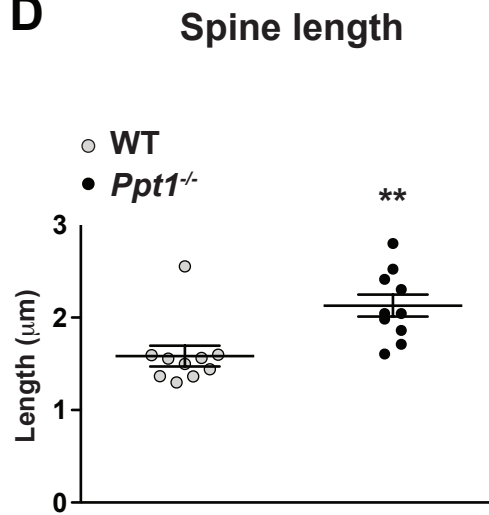 D
Spine length
WT
Ppt1-/-
**
3
2
1
0
Length (μm)